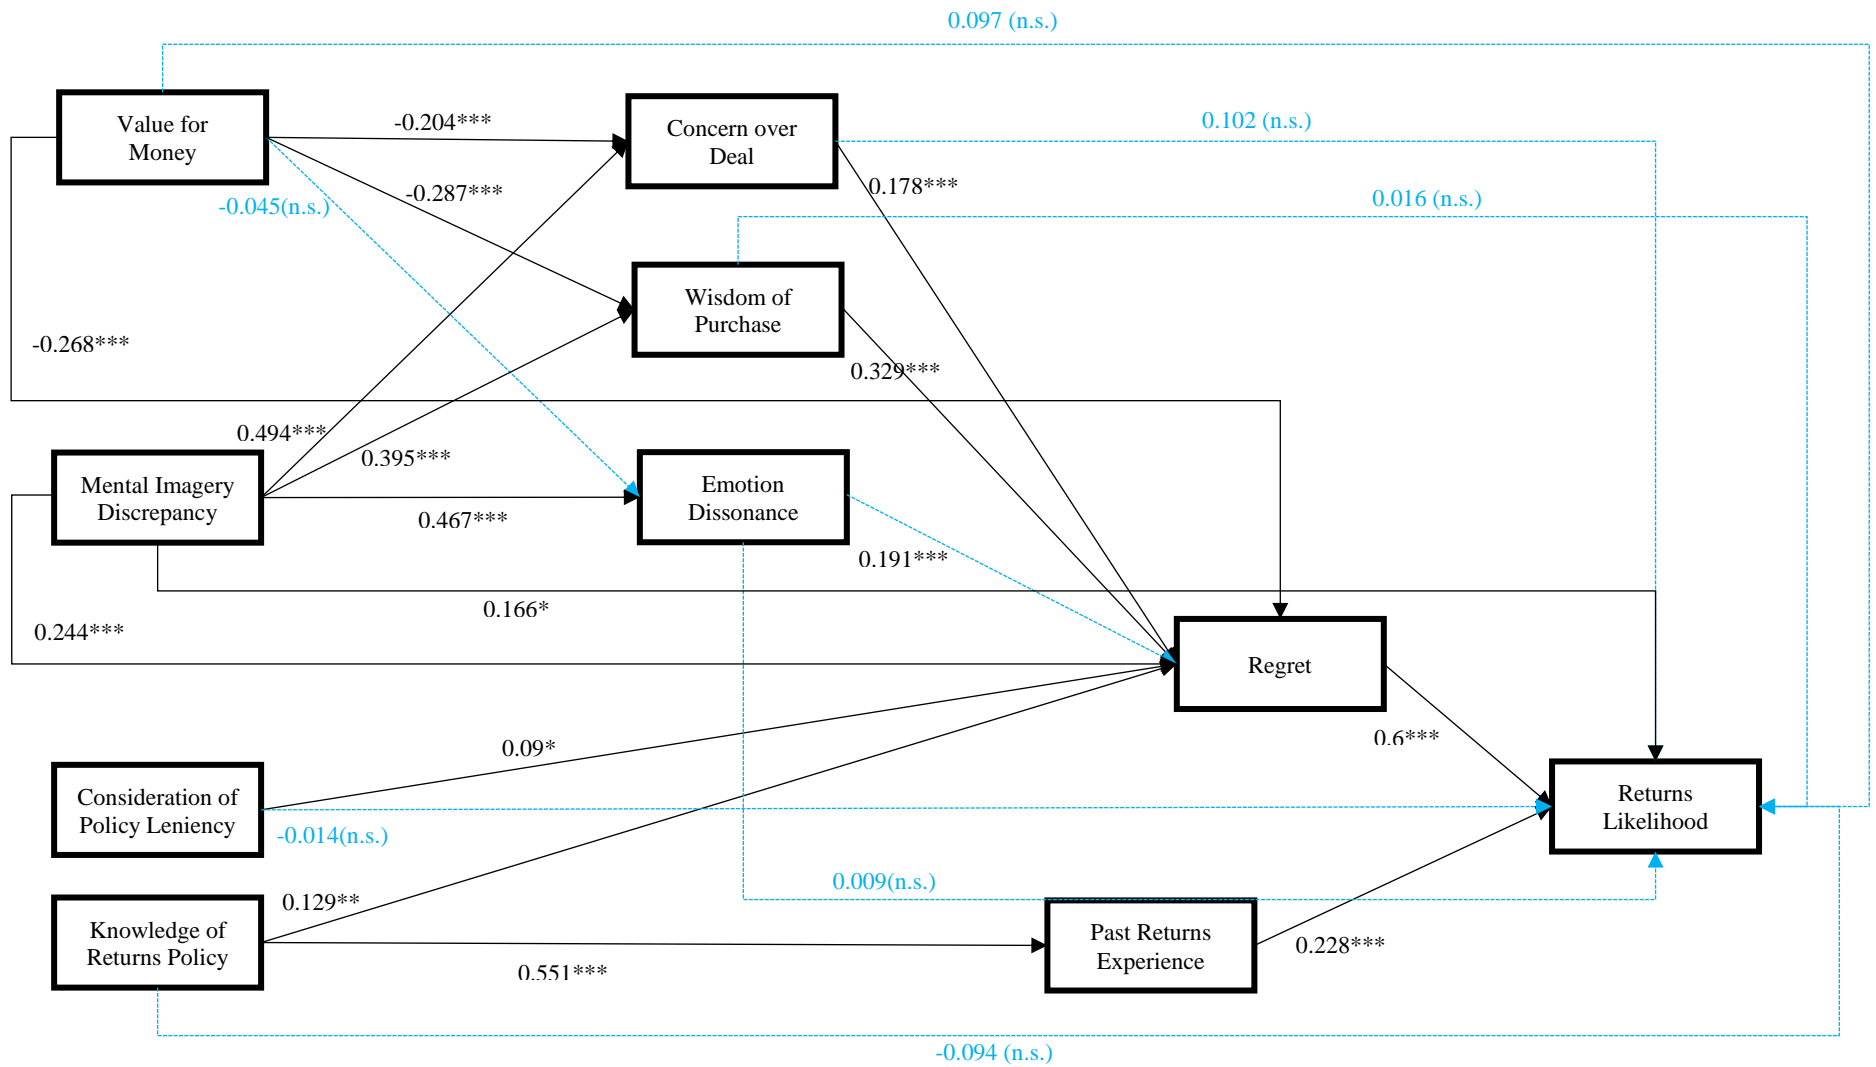 0.097 (n.s.)
Value for
Money
-0.204***
Concern over
Deal
0.102 (n.s.)
-0.287***
0.178***
-0.045(n.s.)
0.016 (n.s.)
Wisdom of
Purchase
-0.268***
0.329***
0.494***
0.395***
Mental Imagery
Discrepancy
Emotion
Dissonance
0.467***
0.191***
0.166*
0.244***
Regret
0.09*
0.6***
Consideration of
Policy Leniency
Returns
Likelihood
-0.014(n.s.)
0.009(n.s.)
0.129**
Knowledge of
Returns Policy
Past Returns
Experience
0.228***
0.551***
-0.094 (n.s.)